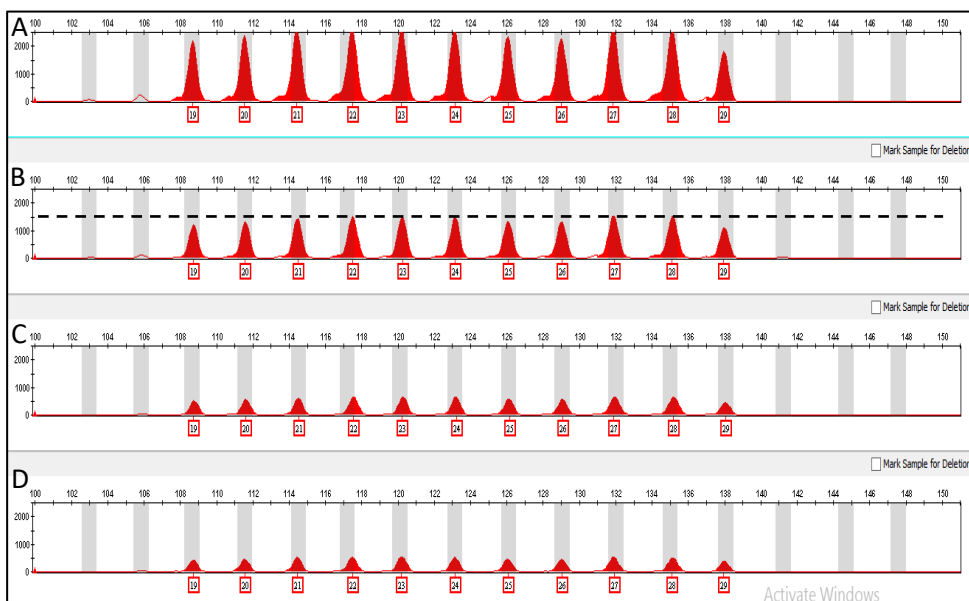 A
100 102 104 106 108 110 112 114 116 118 120 122 124 126 128 130 132 134 136 138 140 142 144 146 148 150
2000
1000
0
19 20 21 22 23 24 25 26 27 28 29
Mark Sample for Deletion
B
100 102 104 106 108 110 112 114 116 118 120 122 124 126 128 130 132 134 136 138 140 142 144 146 148 150
2000
1000
0
19 20 21 22 23 24 25 26 27 28 29
Mark Sample for Deletion
C
100 102 104 106 108 110 112 114 116 118 120 122 124 126 128 130 132 134 136 138 140 142 144 146 148 150
2000
1000
0
19 20 21 22 23 24 25 26 27 28 29
Mark Sample for Deletion
D
100 102 104 106 108 110 112 114 116 118 120 122 124 126 128 130 132 134 136 138 140 142 144 146 148 150
2000
1000
0
19 20 21 22 23 24 25 26 27 28 29
Activate Windows